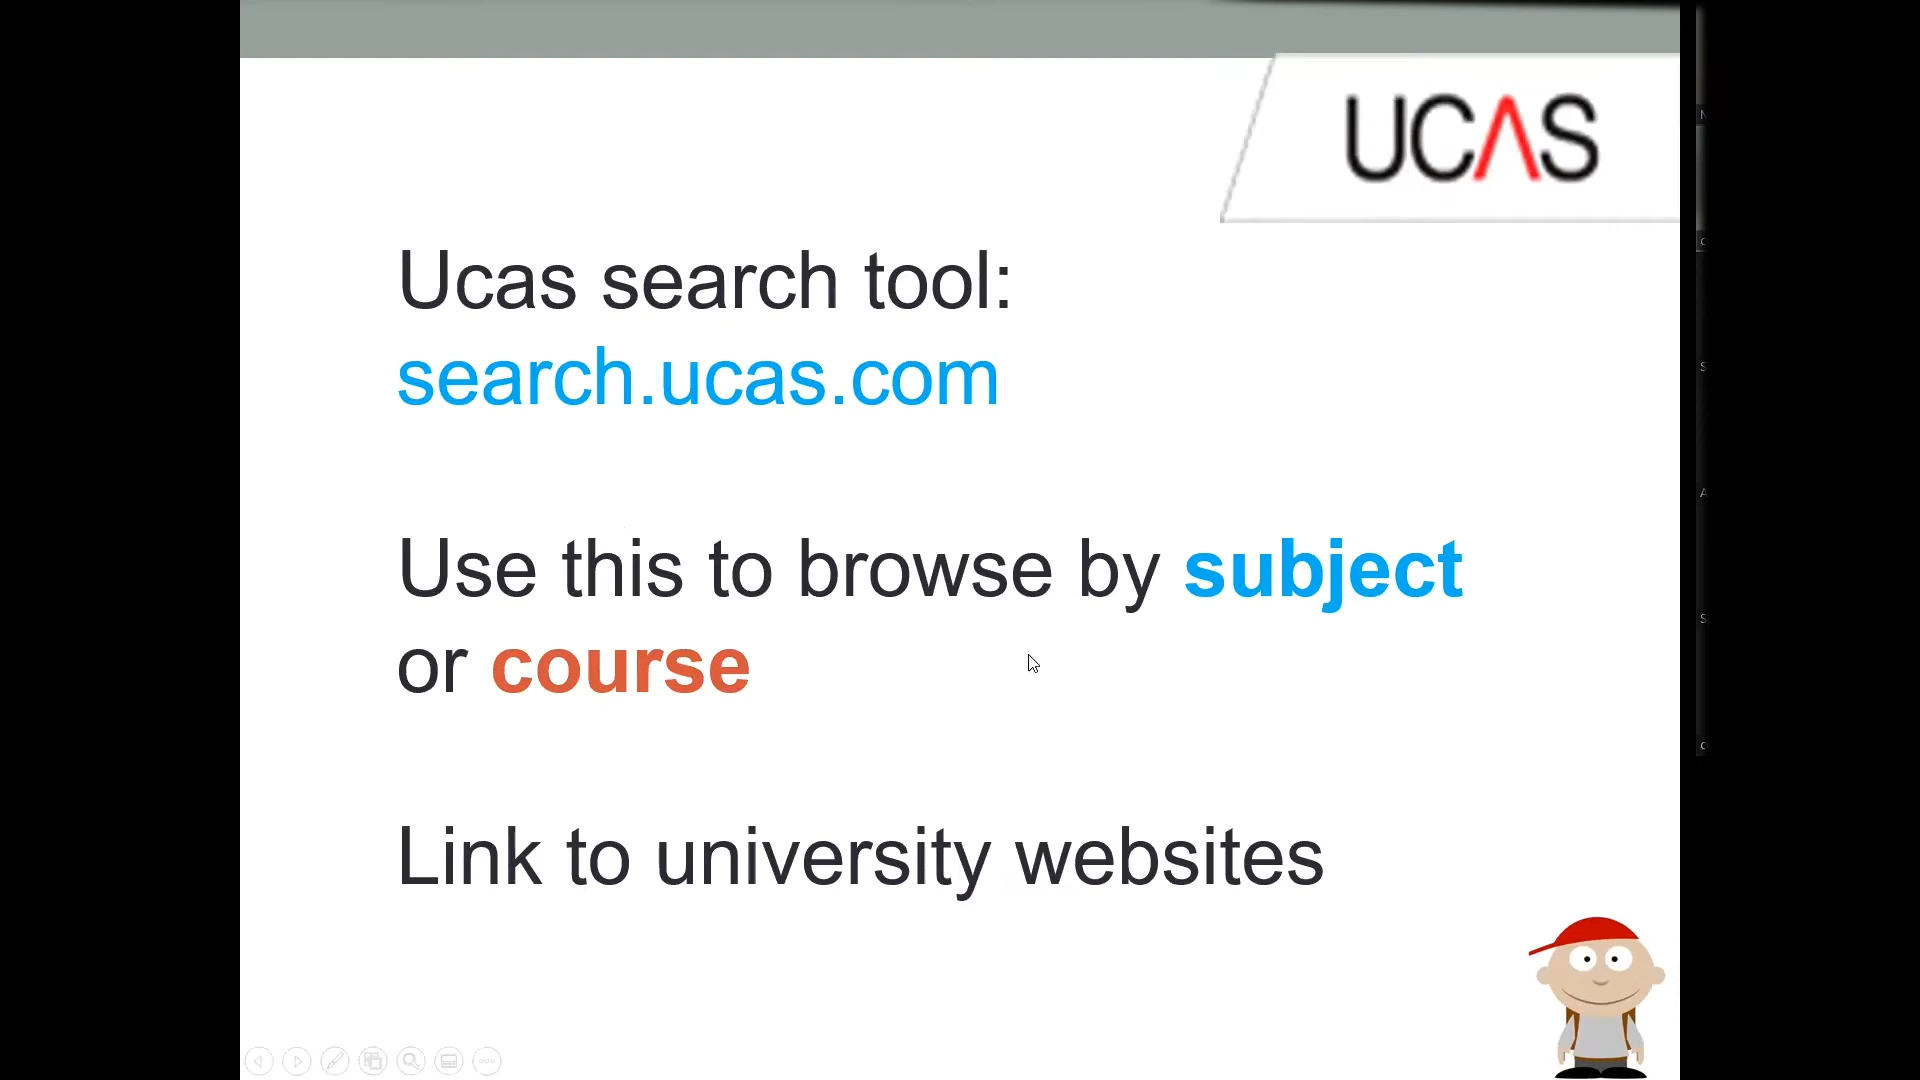 UCAS
Ucas search tool:
search.ucas.com
Use this to browse by subject
or course
Link to university websites